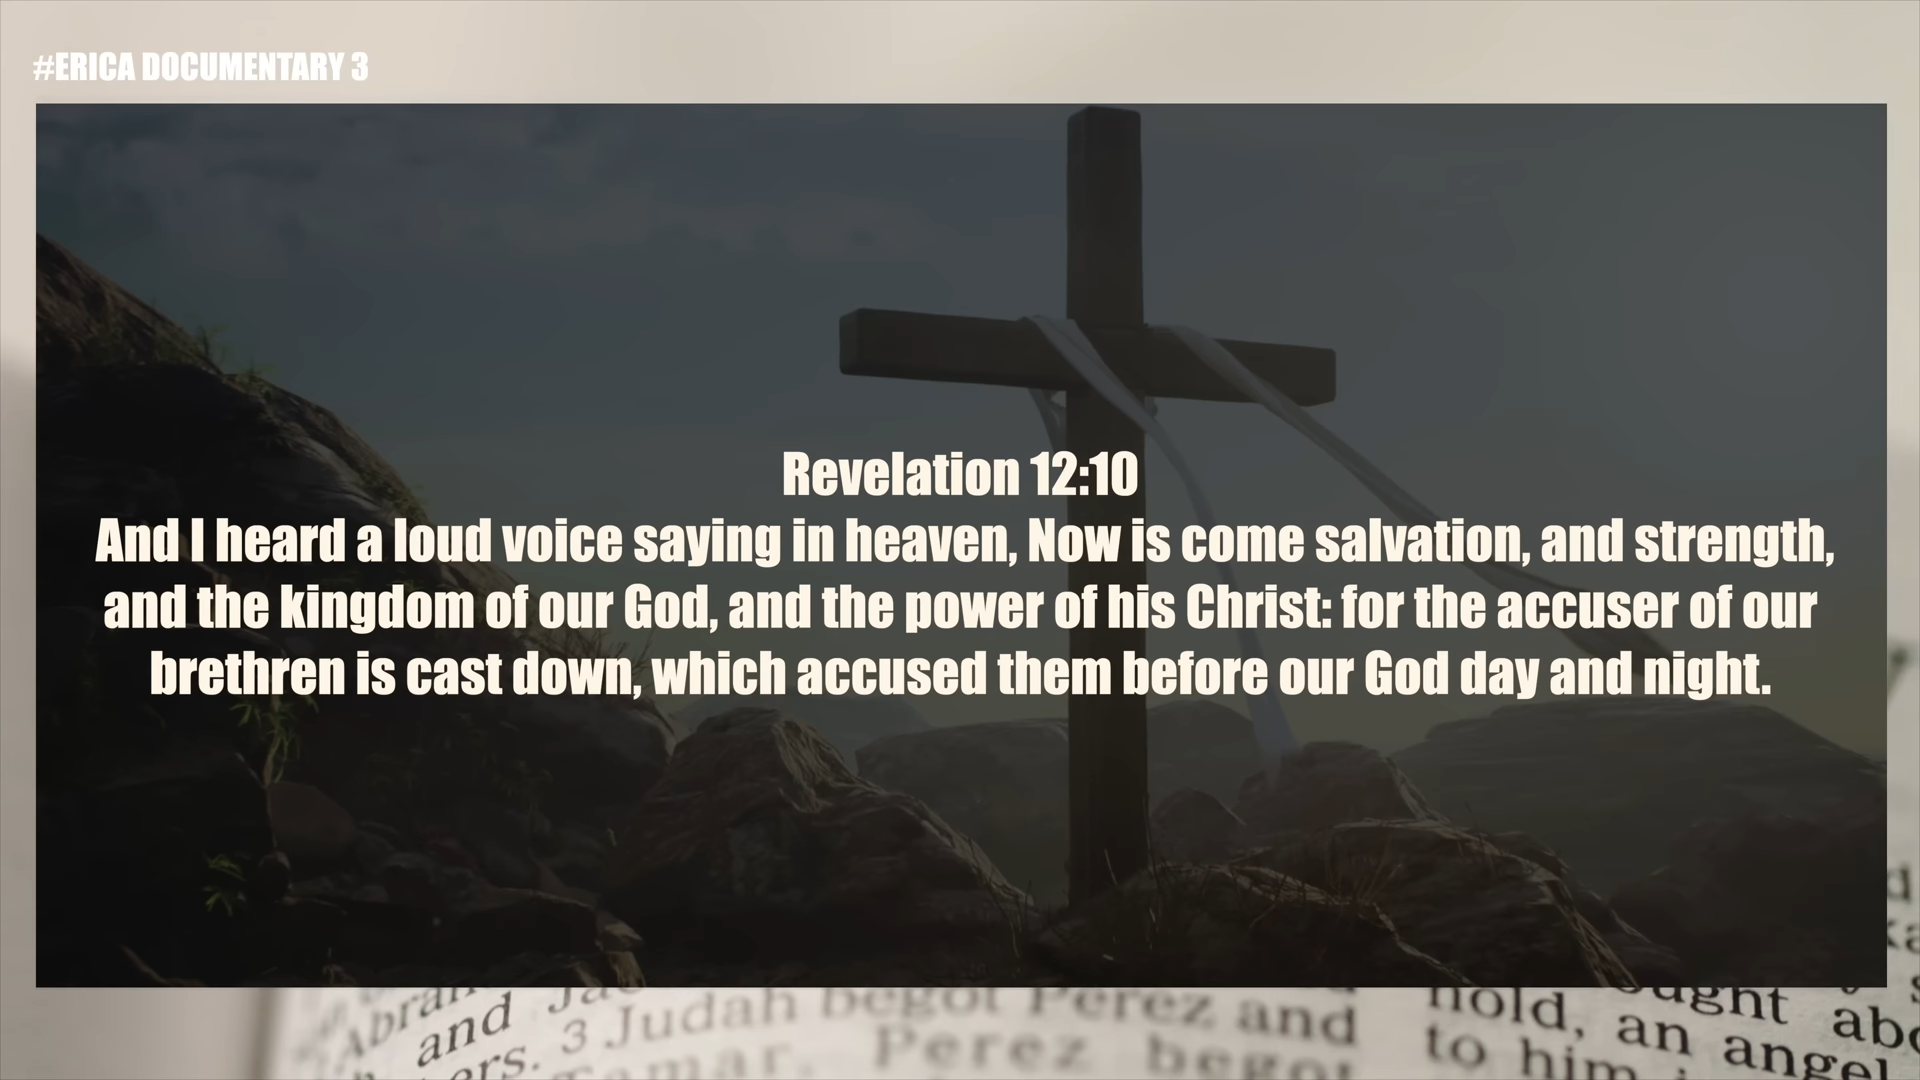 #ERICA DOCUMENTARY 3
Revelation 12:10
And I heard a loud voice saying in heaven, Now is come salvation, and strength,
and the kingdom of our God, and the power of his Christ: for the accuser of our
brethren is cast down, which accused them before our God day and night.
and
3 Judah begot Perez and
Perez begot
hold, an
to him
an angel